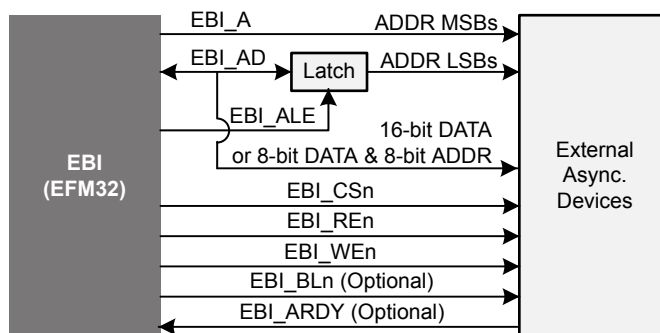 EBI_A
ADDR MSBs
EBI_AD
Latch
ADDR LSBs
EBI_ALE
16-bit DATA
or 8-bit DATA & 8-bit ADDR
EBI
(EFM32)
External
Async.
Devices
EBI_CSn
EBI_REn
EBI_WEn
EBI_BLn (Optional)
EBI_ARDY (Optional)